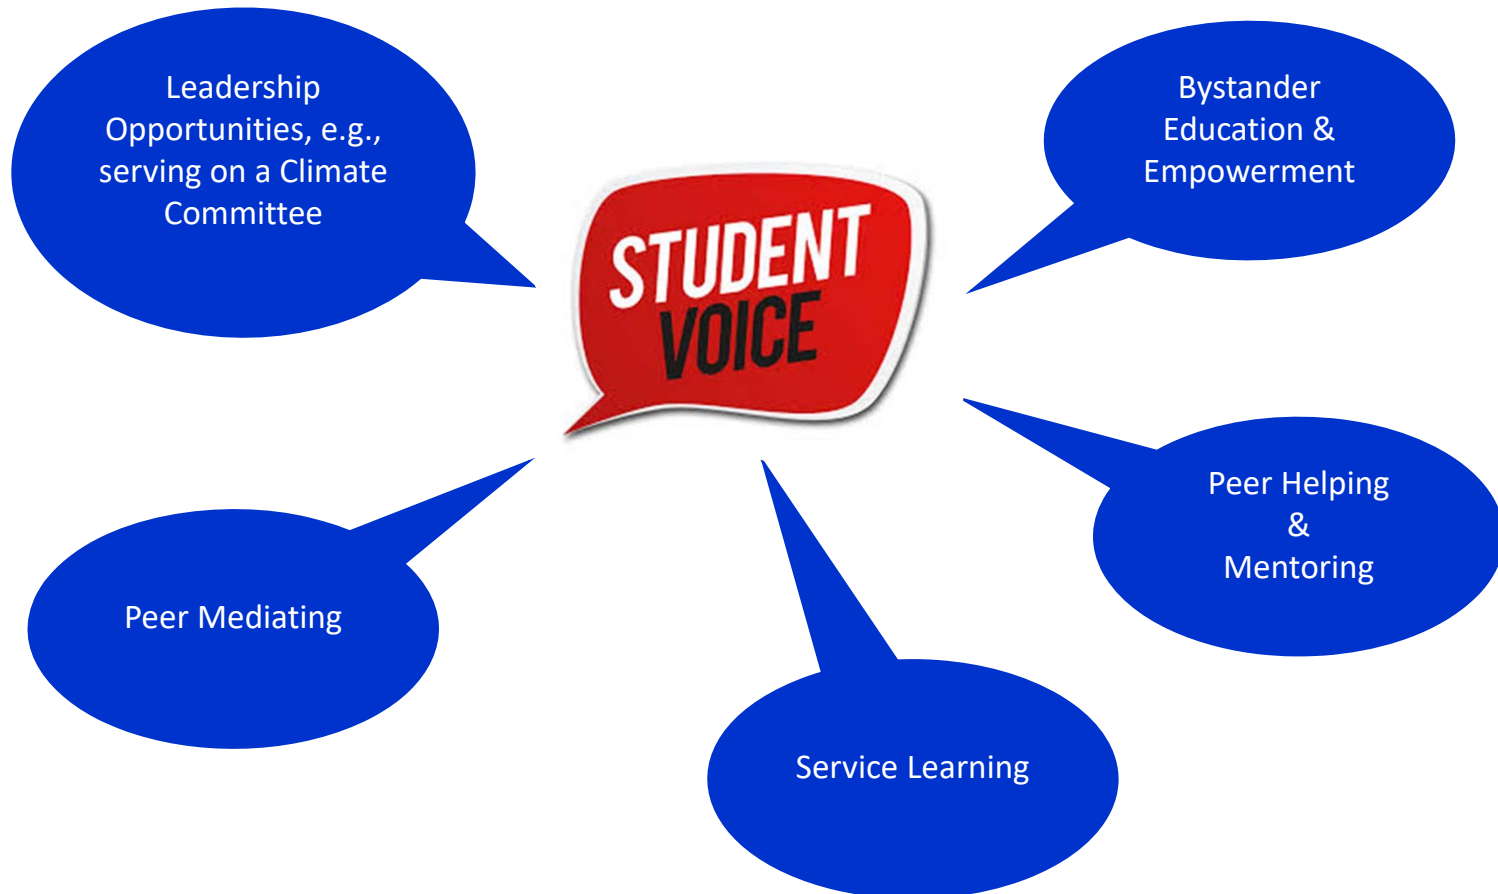 Leadership
Opportunities, e.g.,
serving on a Climate
Committee
Bystander
Education &
Empowerment
STUDENT
VOICE
Peer Helping
&
Mentoring
Peer Mediating
Service Learning